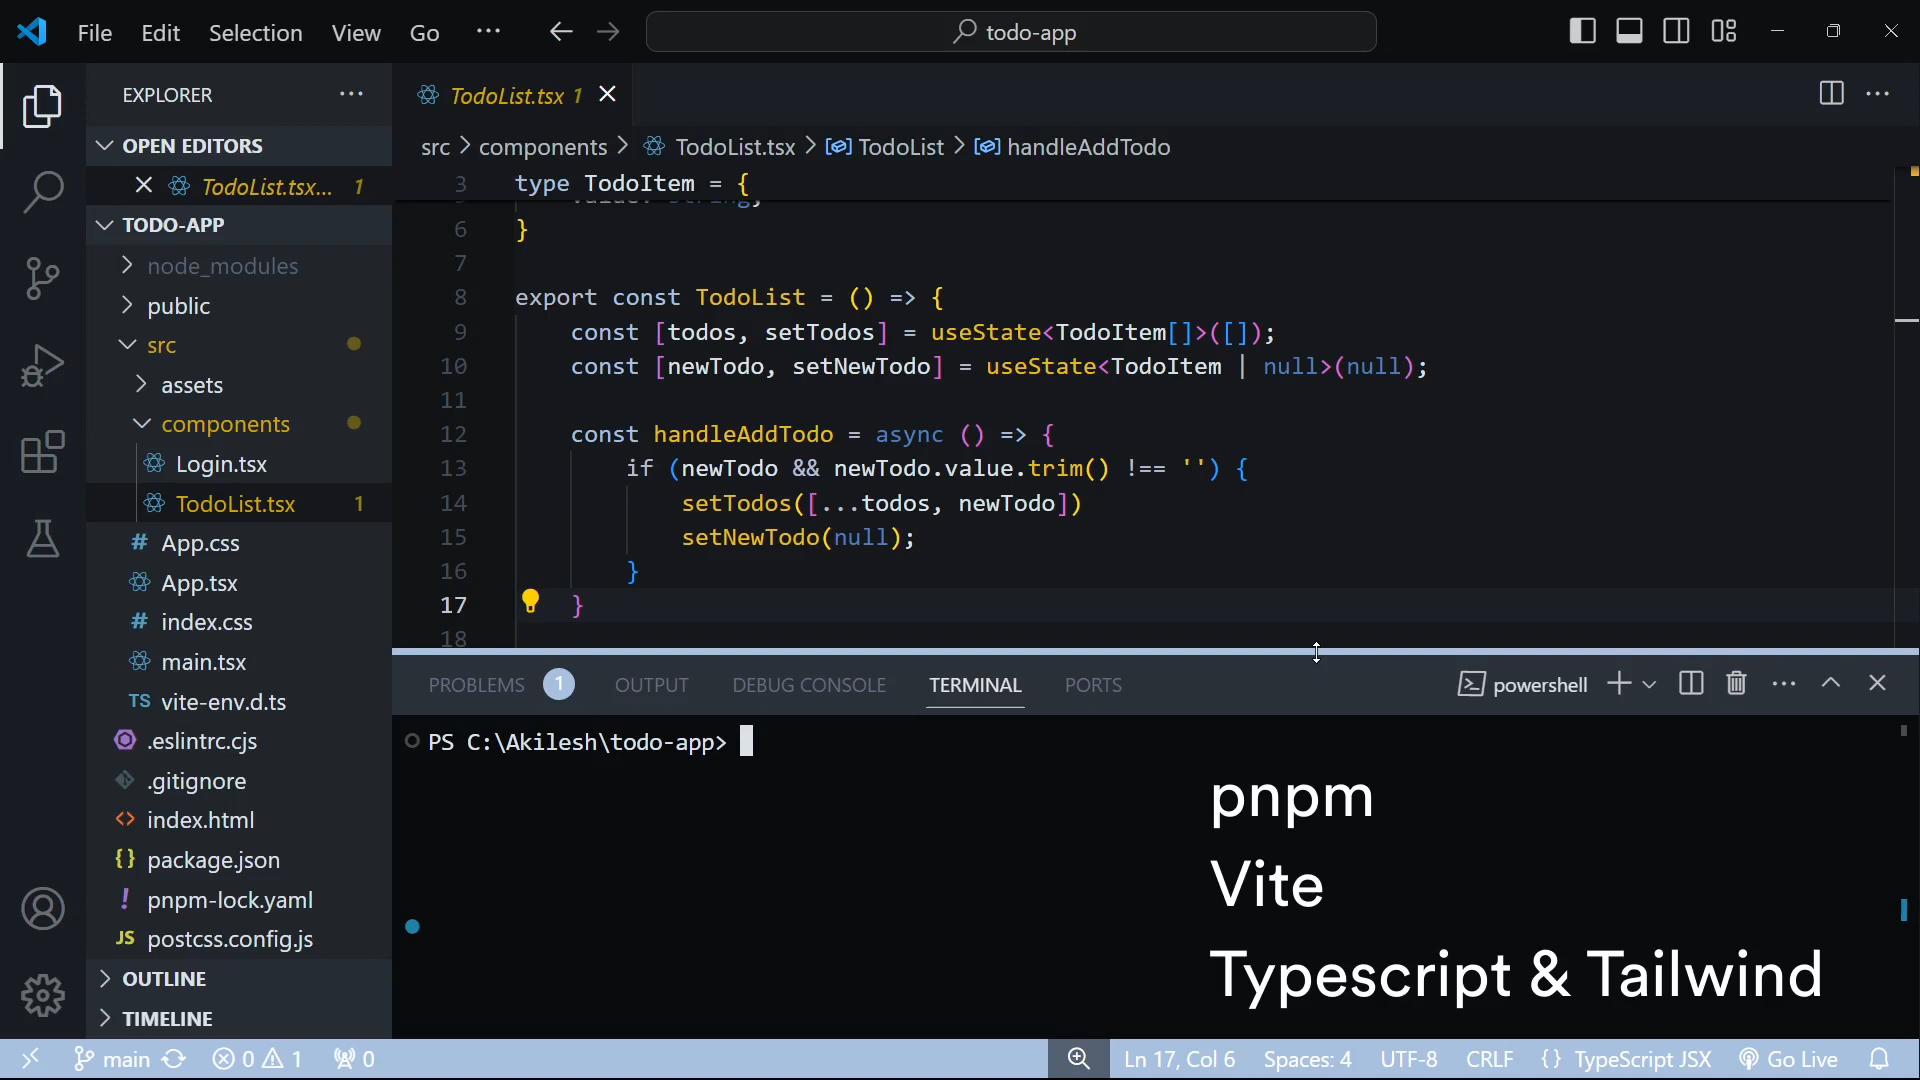 File Edit Selection View Go ··· todo-app
EXPLORER ···
OPEN EDITORS
TodoList.tsx... 1
TODO-APP
node_modules
public
src
assets
components
Login.tsx
TodoList.tsx 1
# App.css
App.tsx
# index.css
main.tsx
TS vite-env.d.ts
.eslintrc.cjs
.gitignore
<> index.html
{} package.json
! pnpm-lock.yaml
JS postcss.config.js
OUTLINE
TIMELINE
TodoList.tsx 1
src > components > TodoList.tsx > TodoList > handleAddTodo
3 type TodoItem = {
6 }
7
8 export const TodoList = () => {
9 const [todos, setTodos] = useState<TodoItem[]>([]);
10 const [newTodo, setNewTodo] = useState<TodoItem | null>(null);
11
12 const handleAddTodo = async () => {
13 if (newTodo && newTodo.value.trim() !== '') {
14 setTodos([...todos, newTodo])
15 setNewTodo(null);
16 }
17 }
18
PROBLEMS 1 OUTPUT DEBUG CONSOLE TERMINAL PORTS powershell
PS C:\Akilesh\todo-app>
pnpm
Vite
Typescript & Tailwind
main 0 1 0 Ln 17, Col 6 Spaces: 4 UTF-8 CRLF {} TypeScript JSX Go Live